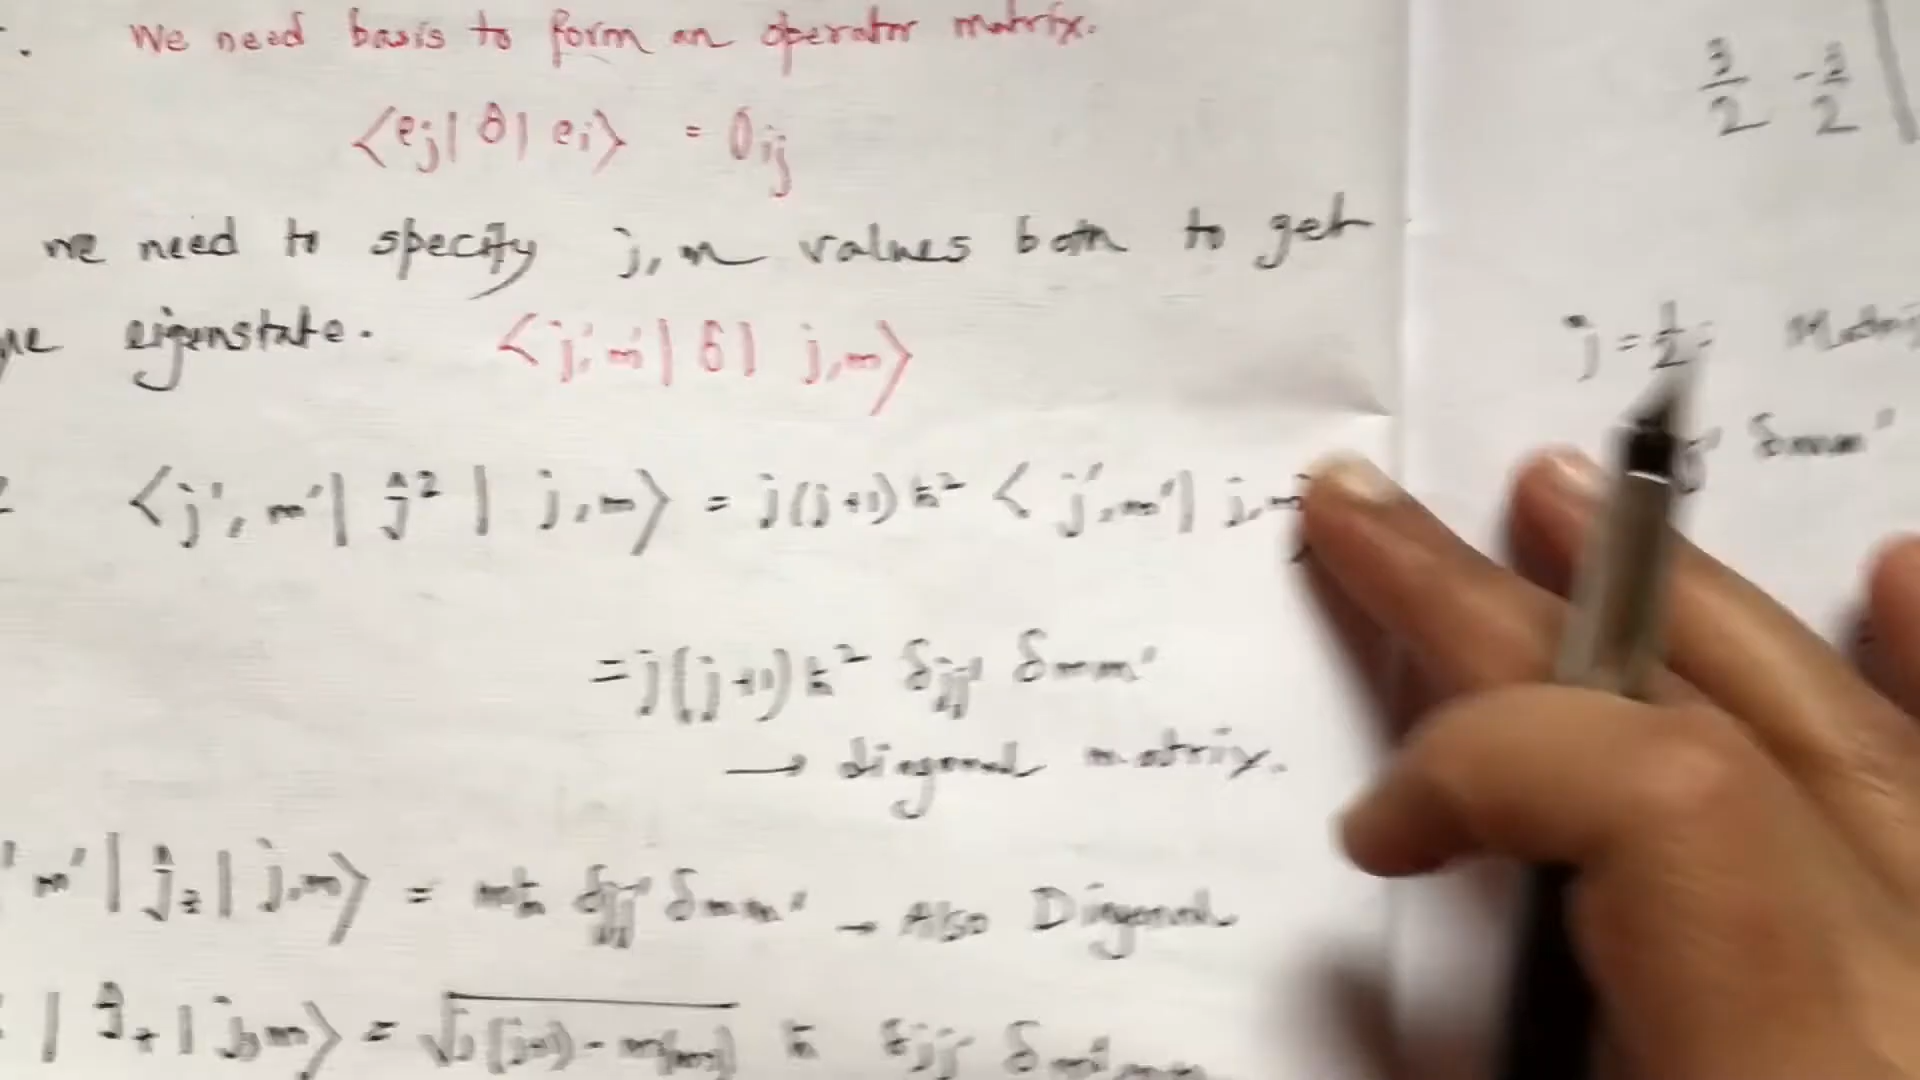 We need basis to form an operator matrix.
<ej| ô | ei> = Oij
we need to specify j, m values both to get
eigenstate. <j', m'| ô | j, m>
<j', m'| ĵ² | j, m> = j(j+1) ħ² <j', m'| j, m
= j(j+1) ħ² δjj' δmm'
→ diagonal matrix.
' m' | ĵz | j, m> = mħ δjj' δmm' → Also Diagonal
| ĵ+ | j, m> = √j(j+1) - m(m+1) ħ δjj'
3/2 -3/2
j = 1/2;
δmm'